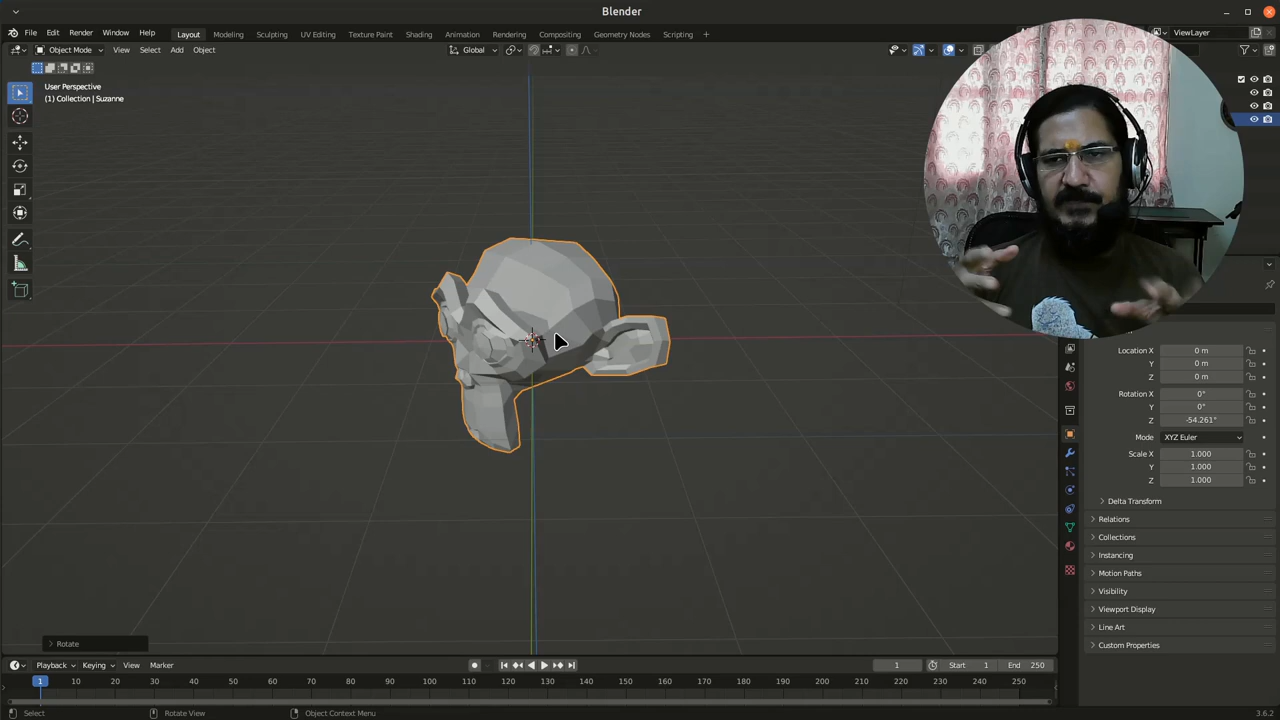 Blender
File Edit Render Window Help Layout Modeling Sculpting UV Editing Texture Paint Shading Animation Rendering Compositing Geometry Nodes Scripting + ViewLayer
Object Mode View Select Add Object Global
User Perspective
(1) Collection | Suzanne
Location X 0 m
Y 0 m
Z 0 m
Rotation X 0°
Y 0°
Z -54.261°
Mode XYZ Euler
Scale X 1.000
Y 1.000
Z 1.000
Delta Transform
Relations
Collections
Instancing
Motion Paths
Visibility
Viewport Display
Line Art
Custom Properties
Rotate
Playback Keying View Marker 1 Start 1 End 250
1 10 20 30 40 50 60 70 80 90 100 110 120 130 140 150 160 170 180 190 200 210 220 230 240 250
Select Rotate View Object Context Menu 3.6.2